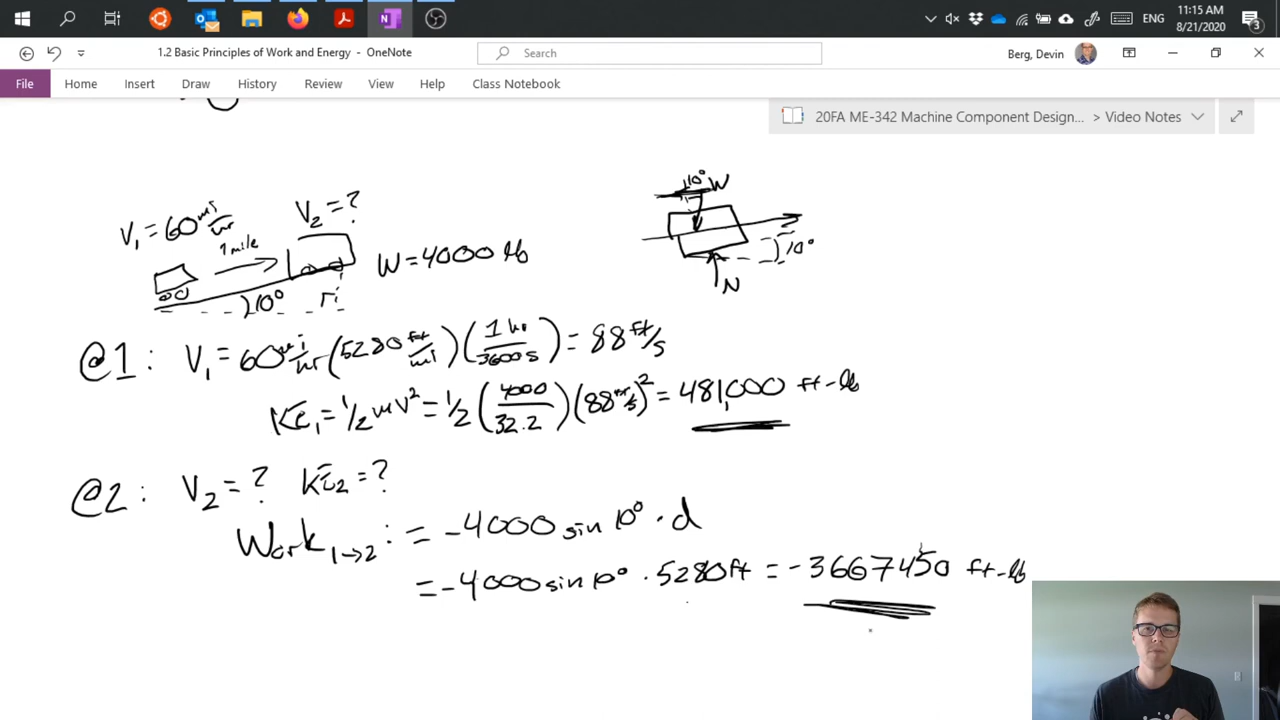 11:15 AM
ENG
8/21/2020
3
1.2 Basic Principles of Work and Energy - OneNote
Search
Berg, Devin
File Home Insert Draw History Review View Help Class Notebook
20FA ME-342 Machine Component Design... > Video Notes
V₁ = 60 mi/hr
V₂ = ?
1 mile
W = 4000 lb
10°
10° W
10°
N
@1: V₁ = 60 mi/hr (5280 ft/mi)(1 hr/3600 s) = 88 ft/s
KE₁ = 1/2 mV² = 1/2 (4000/32.2)(88 ft/s)² = 481,000 ft-lb
@2: V₂ = ? KE₂ = ?
Work₁→₂: = -4000 sin 10° · d
= -4000 sin 10° · 5280 ft = -3667450 ft-lb